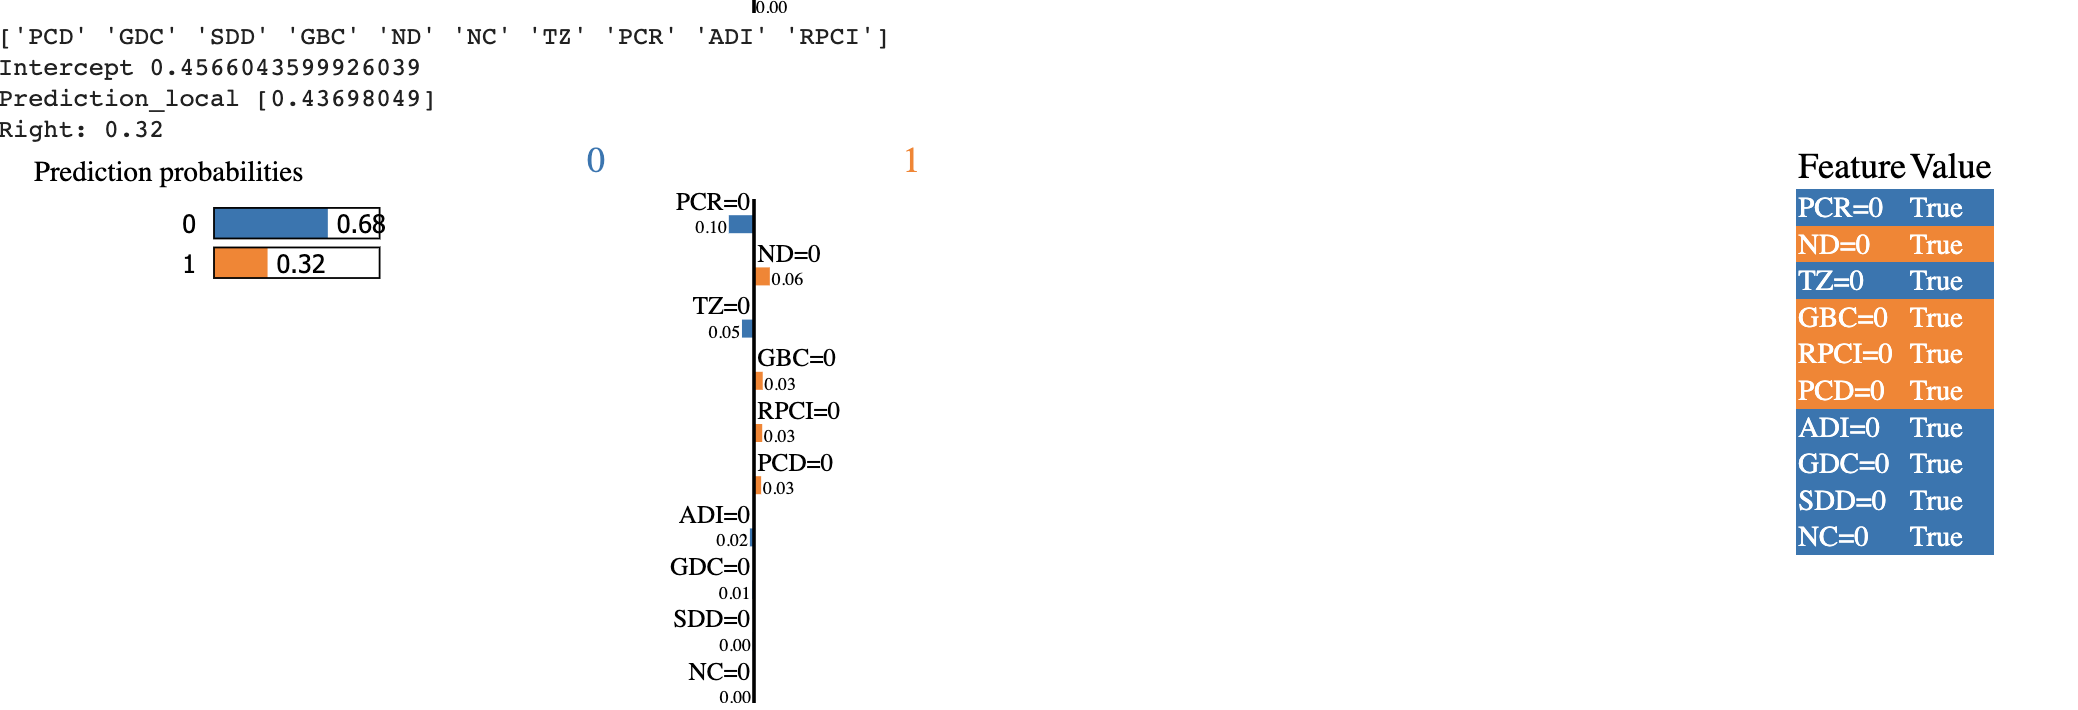 0.00
['PCD' 'GDC' 'SDD' 'GBC' 'ND' 'NC' 'TZ' 'PCR' 'ADI' 'RPCI']
Intercept 0.4566043599926039
Prediction_local [0.43698049]
Right: 0.32
Prediction probabilities
0 0.68
1 0.32
0 1
PCR=0
0.10
ND=0
0.06
TZ=0
0.05
GBC=0
0.03
RPCI=0
0.03
PCD=0
0.03
ADI=0
0.02
GDC=0
0.01
SDD=0
0.00
NC=0
0.00
Feature Value
PCR=0 True
ND=0 True
TZ=0 True
GBC=0 True
RPCI=0 True
PCD=0 True
ADI=0 True
GDC=0 True
SDD=0 True
NC=0 True